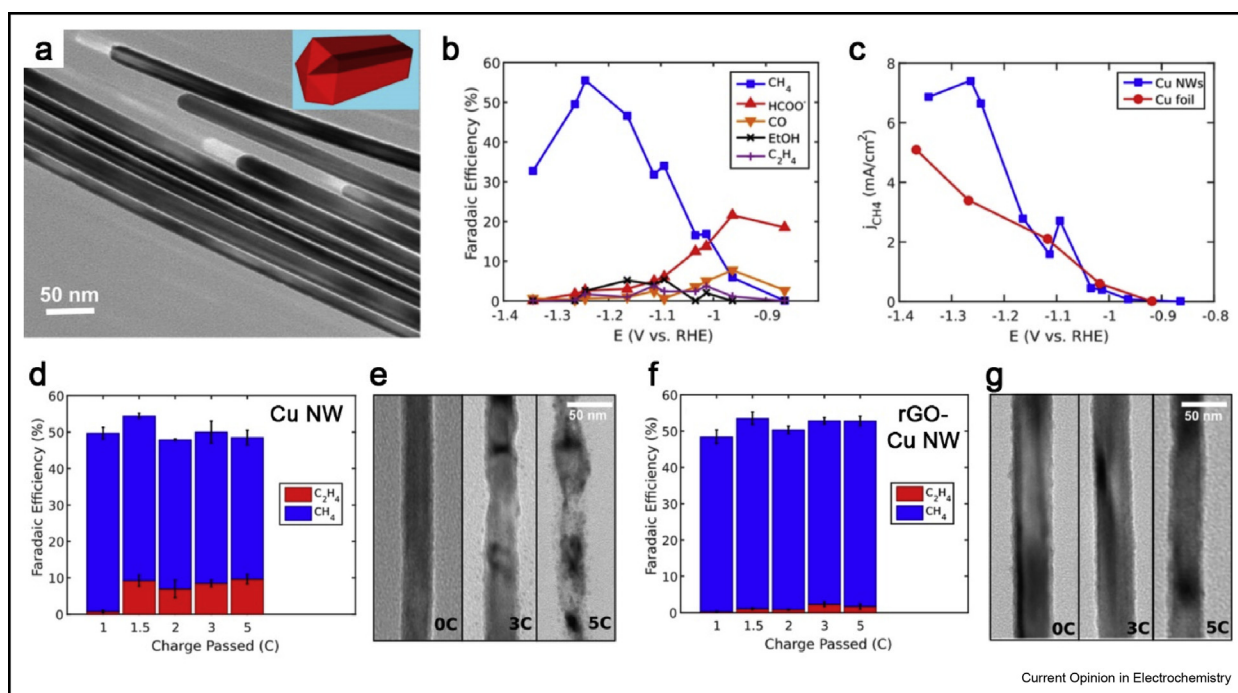 a
50 nm
b
Faradaic Efficiency (%)
60
50
40
30
20
10
0
-1.4 -1.3 -1.2 -1.1 -1 -0.9 -0.8
E (V vs. RHE)
CH4
HCOO-
CO
EtOH
C2H4
c
jCH4 (mA/cm2)
8
6
4
2
0
-1.4 -1.3 -1.2 -1.1 -1 -0.9 -0.8
E (V vs. RHE)
Cu NWs
Cu foil
d
Cu NW
Faradaic Efficiency (%)
60
50
40
30
20
10
0
1 1.5 2 3 5
Charge Passed (C)
C2H4
CH4
e
50 nm
0C 3C 5C
f
rGO-
Cu NW
Faradaic Efficiency (%)
60
50
40
30
20
10
0
1 1.5 2 3 5
Charge Passed (C)
C2H4
CH4
g
50 nm
0C 3C 5C
Current Opinion in Electrochemistry